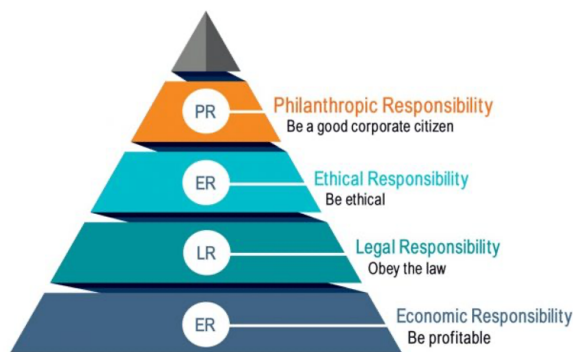 PR
Philanthropic Responsibility
Be a good corporate citizen
ER
Ethical Responsibility
Be ethical
LR
Legal Responsibility
Obey the law
ER
Economic Responsibility
Be profitable